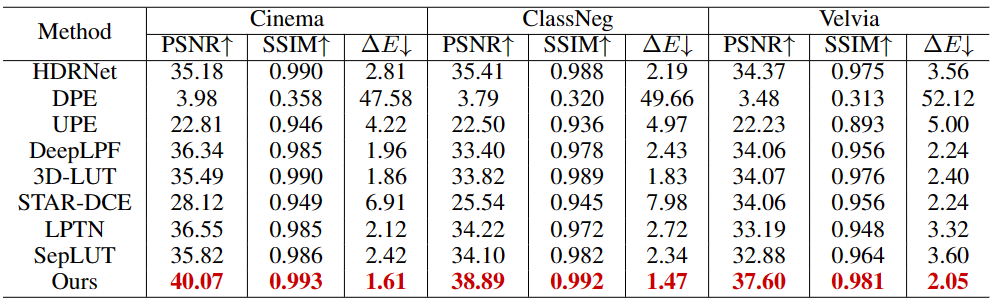 Method Cinema ClassNeg Velvia
PSNR↑ SSIM↑ ΔE↓ PSNR↑ SSIM↑ ΔE↓ PSNR↑ SSIM↑ ΔE↓
HDRNet 35.18 0.990 2.81 35.41 0.988 2.19 34.37 0.975 3.56
DPE 3.98 0.358 47.58 3.79 0.320 49.66 3.48 0.313 52.12
UPE 22.81 0.946 4.22 22.50 0.936 4.97 22.23 0.893 5.00
DeepLPF 36.34 0.985 1.96 33.40 0.978 2.43 34.06 0.956 2.24
3D-LUT 35.49 0.990 1.86 33.82 0.989 1.83 34.07 0.976 2.40
STAR-DCE 28.12 0.949 6.91 25.54 0.945 7.98 34.06 0.956 2.24
LPTN 36.55 0.985 2.12 34.22 0.972 2.72 33.19 0.948 3.32
SepLUT 35.82 0.986 2.42 34.10 0.982 2.34 32.88 0.964 3.60
Ours 40.07 0.993 1.61 38.89 0.992 1.47 37.60 0.981 2.05